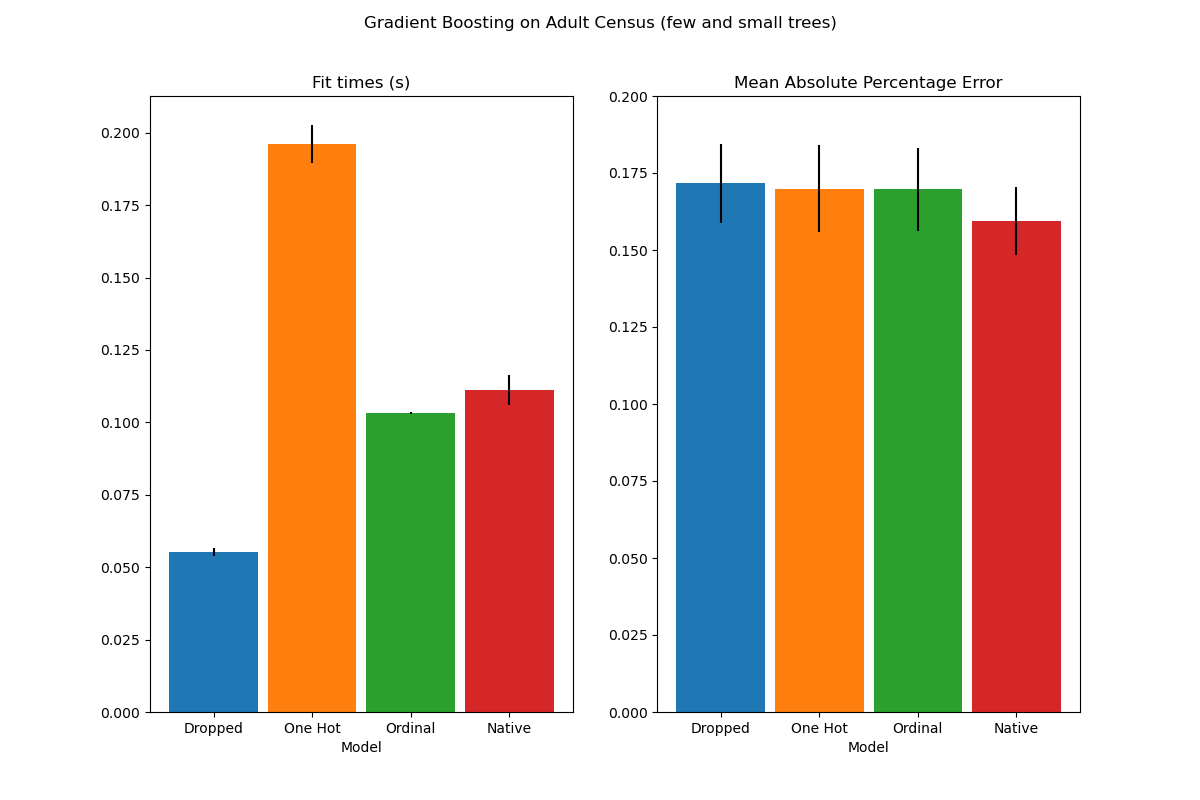 Gradient Boosting on Adult Census (few and small trees)
Fit times (s)
0.200
0.175
0.150
0.125
0.100
0.075
0.050
0.025
0.000
Dropped One Hot Ordinal Native
Model
Mean Absolute Percentage Error
0.200
0.175
0.150
0.125
0.100
0.075
0.050
0.025
0.000
Dropped One Hot Ordinal Native
Model